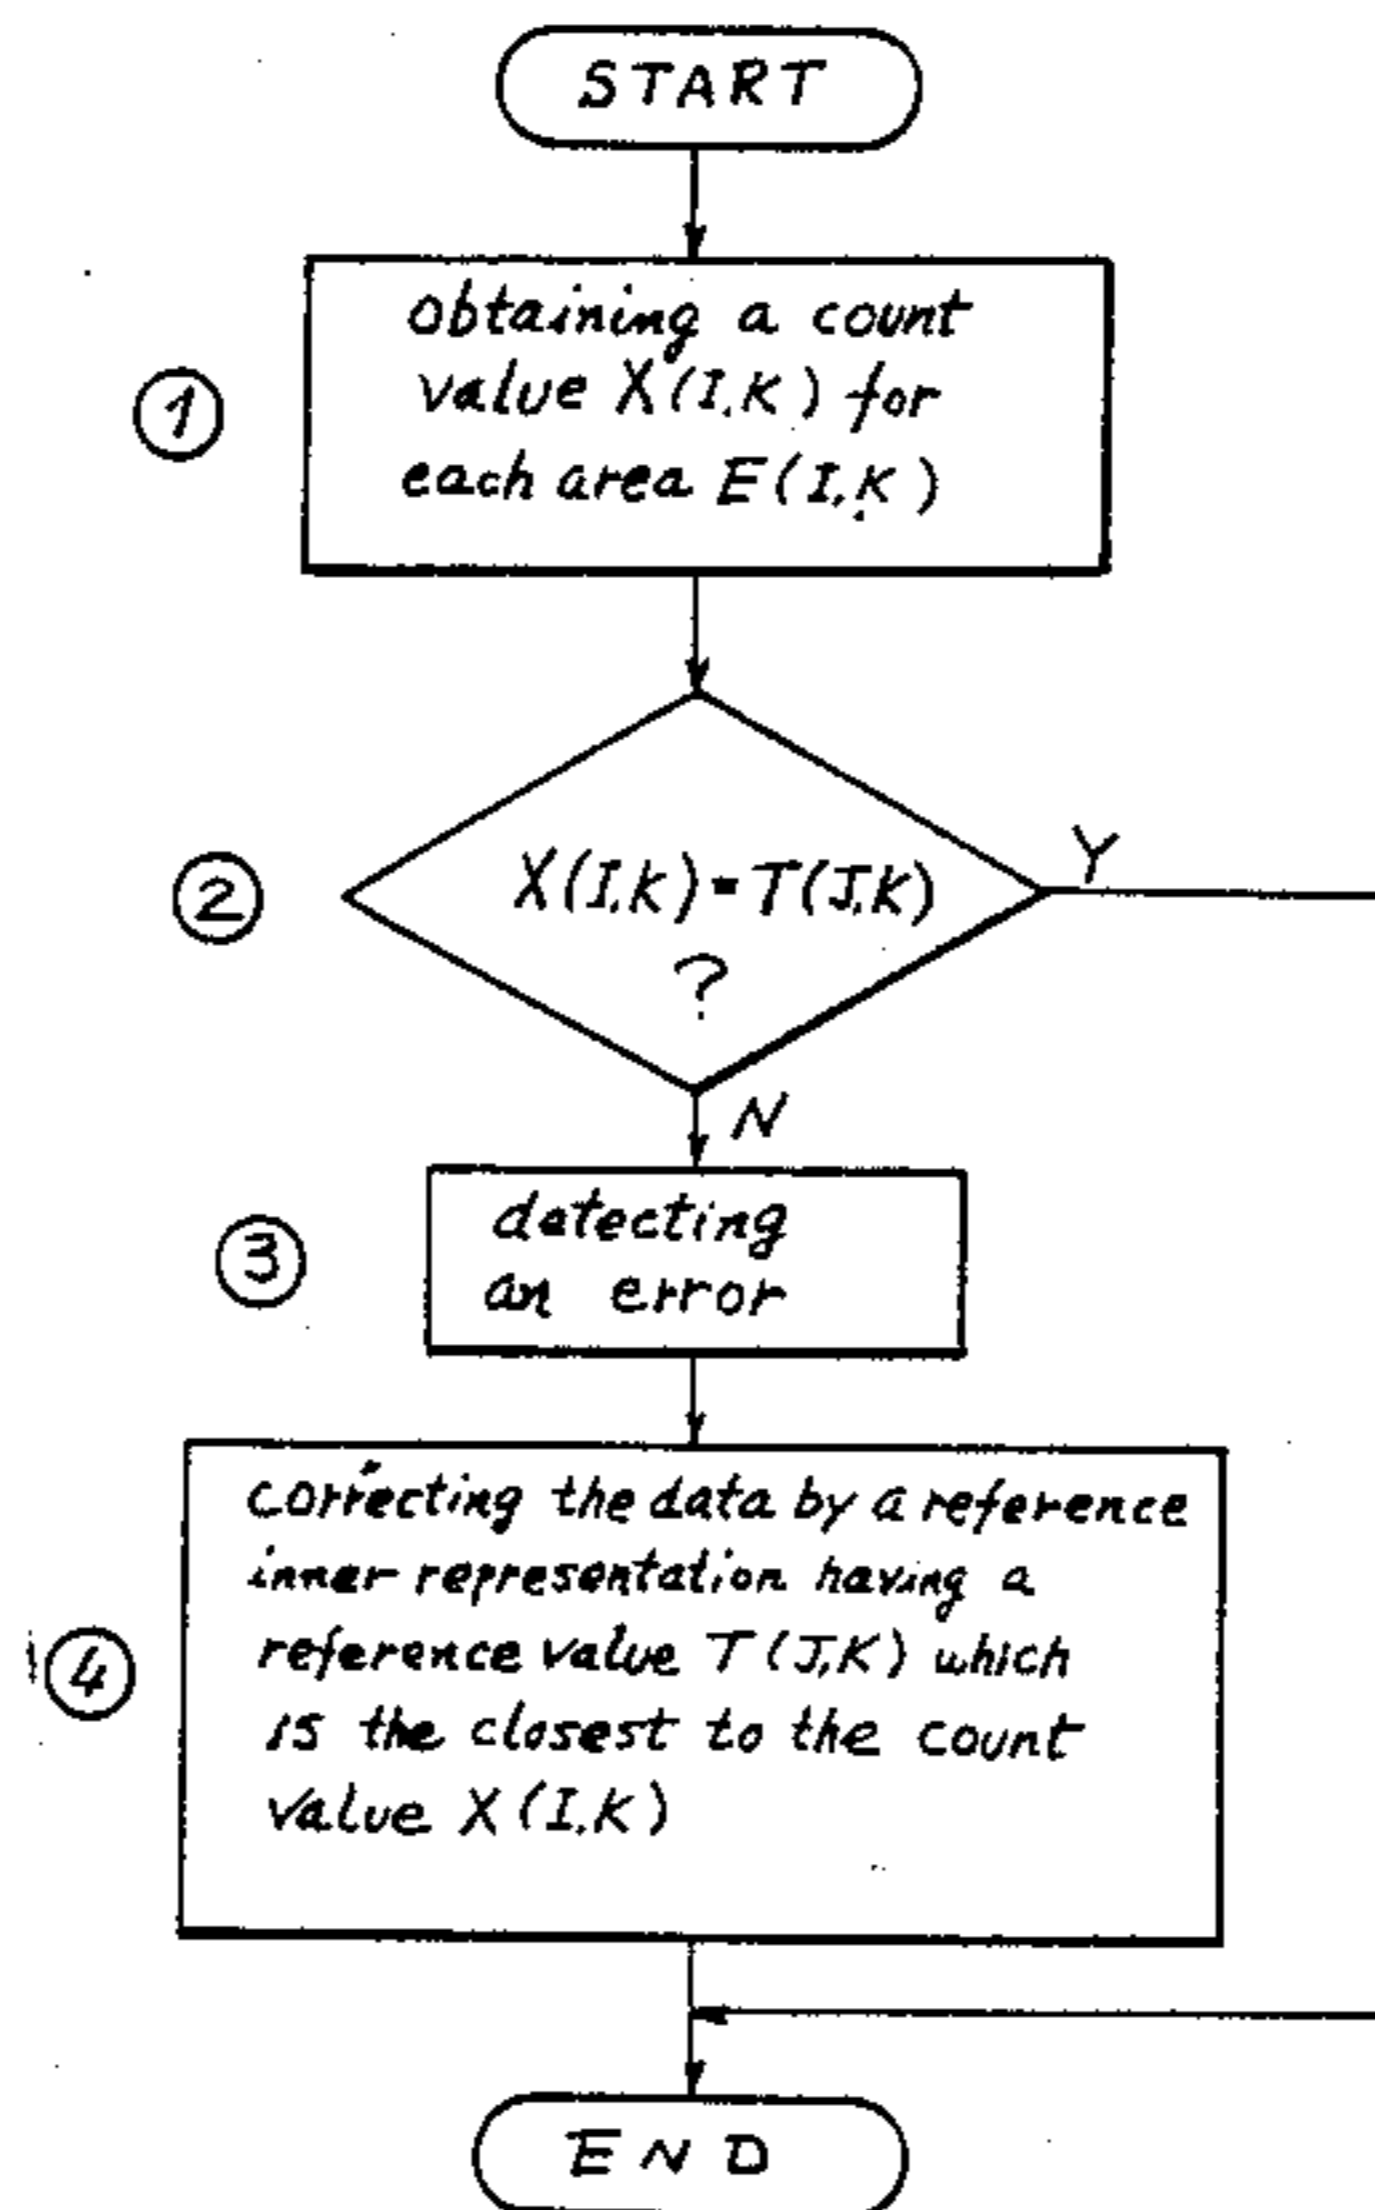 START
①
obtaining a count
value X(I,K) for
each area E(I,K)
②
X(I,K)=T(J,K)
?
Y
N
③
detecting
an error
④
correcting the data by a reference
inner representation having a
reference value T(J,K) which
is the closest to the count
value X(I,K)
END